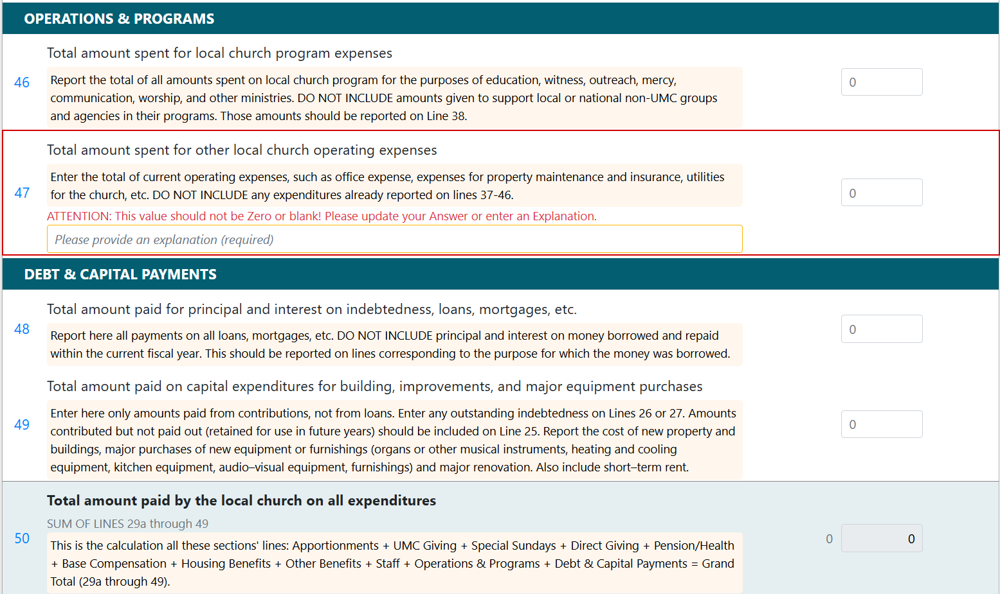 OPERATIONS & PROGRAMS
Total amount spent for local church program expenses
46
Report the total of all amounts spent on local church program for the purposes of education, witness, outreach, mercy,
communication, worship, and other ministries. DO NOT INCLUDE amounts given to support local or national non-UMC groups
and agencies in their programs. Those amounts should be reported on Line 38.
0
Total amount spent for other local church operating expenses
47
Enter the total of current operating expenses, such as office expense, expenses for property maintenance and insurance, utilities
for the church, etc. DO NOT INCLUDE any expenditures already reported on lines 37-46.
0
ATTENTION: This value should not be Zero or blank! Please update your Answer or enter an Explanation.
Please provide an explanation (required)
DEBT & CAPITAL PAYMENTS
Total amount paid for principal and interest on indebtedness, loans, mortgages, etc.
48
Report here all payments on all loans, mortgages, etc. DO NOT INCLUDE principal and interest on money borrowed and repaid
within the current fiscal year. This should be reported on lines corresponding to the purpose for which the money was borrowed.
0
Total amount paid on capital expenditures for building, improvements, and major equipment purchases
49
Enter here only amounts paid from contributions, not from loans. Enter any outstanding indebtedness on Lines 26 or 27. Amounts
contributed but not paid out (retained for use in future years) should be included on Line 25. Report the cost of new property and
buildings, major purchases of new equipment or furnishings (organs or other musical instruments, heating and cooling
equipment, kitchen equipment, audio–visual equipment, furnishings) and major renovation. Also include short–term rent.
0
Total amount paid by the local church on all expenditures
SUM OF LINES 29a through 49
50
This is the calculation all these sections' lines: Apportionments + UMC Giving + Special Sundays + Direct Giving + Pension/Health
+ Base Compensation + Housing Benefits + Other Benefits + Staff + Operations & Programs + Debt & Capital Payments = Grand
Total (29a through 49).
0 0